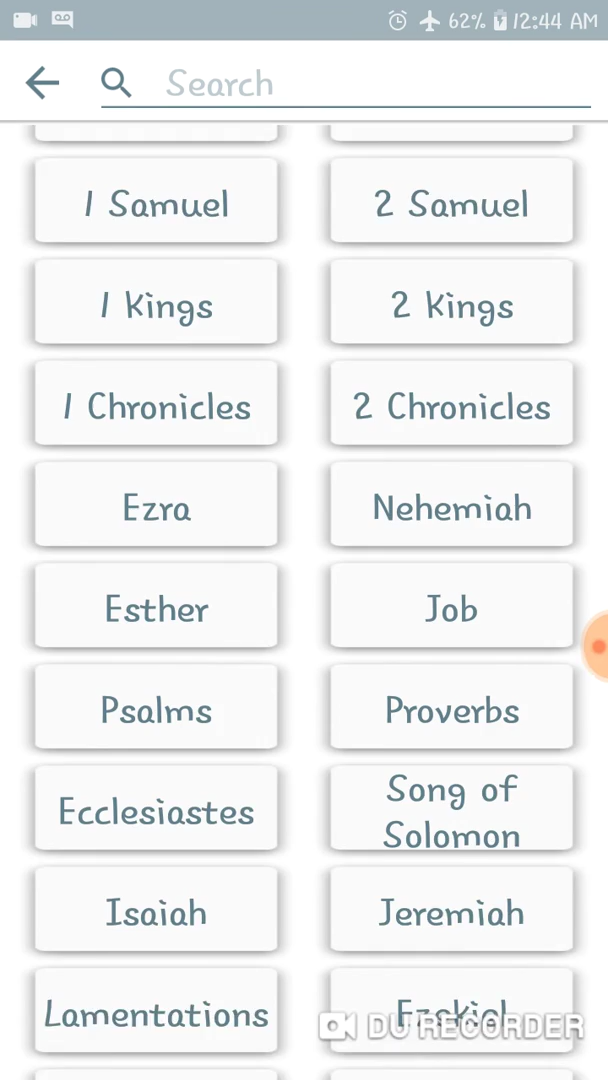 62% 12:44 AM
Search
1 Samuel 2 Samuel
1 Kings 2 Kings
1 Chronicles 2 Chronicles
Ezra Nehemiah
Esther Job
Psalms Proverbs
Ecclesiastes Song of
Solomon
Isaiah Jeremiah
Lamentations Ezekiel
DU RECORDER